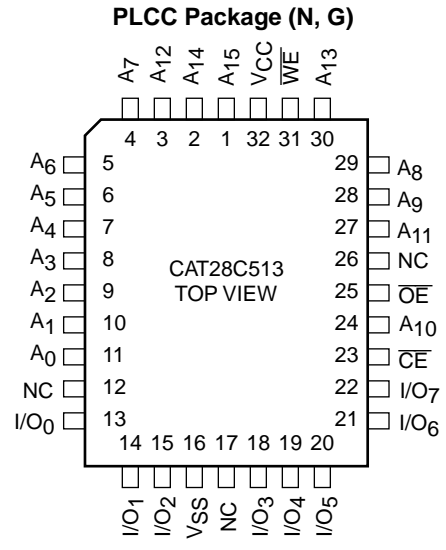 PLCC Package (N, G)
A7 A12 A14 A15 VCC WE A13
4 3 2 1 32 31 30
A6 5 29 A8
A5 6 28 A9
A4 7 27 A11
A3 8 26 NC
CAT28C513
TOP VIEW
A2 9 25 OE
A1 10 24 A10
A0 11 23 CE
NC 12 22 I/O7
I/O0 13 21 I/O6
14 15 16 17 18 19 20
I/O1 I/O2 VSS NC I/O3 I/O4 I/O5